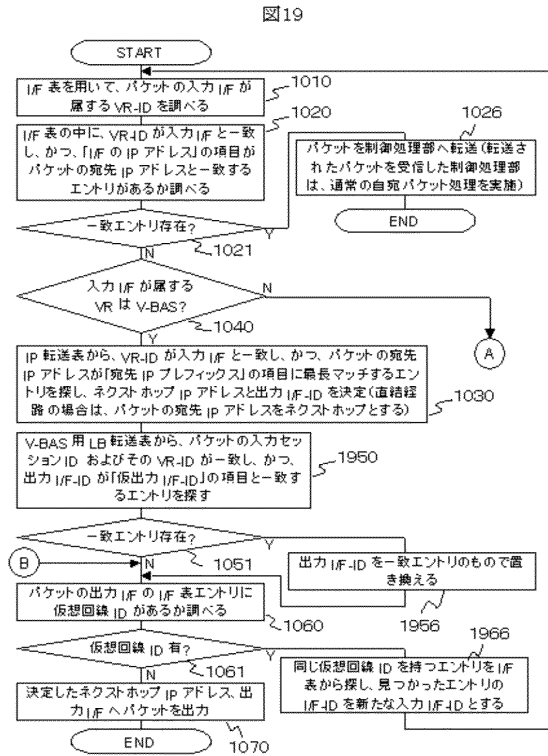 図19
START
I/F 表を用いて、パケットの入力 I/F が
属する VR-ID を調べる
1010
1020
I/F 表の中に、VR-ID が入力 I/F と一致
し、かつ、「I/F の IP アドレス」の項目が
パケットの宛先 IP アドレスと一致する
エントリがあるか調べる
1026
パケットを制御処理部へ転送(転送さ
れたパケットを受信した制御処理部
は、通常の自宛パケット処理を実施)
END
一致エントリ存在?
Y
1021
N
入力 I/F が属する
VR は V-BAS?
N
1040
Y
A
IP 転送表から、VR-ID が入力 I/F と一致し、かつ、パケットの宛先
IP アドレスが「宛先 IP プレフィックス」の項目に最長マッチするエン
トリを探し、ネクストホップ IP アドレスと出力 I/F-ID を決定(直結経
路の場合は、パケットの宛先 IP アドレスをネクストホップとする)
1030
V-BAS 用 LB 転送表から、パケットの入力セッ
ション ID およびその VR-ID が一致し、かつ、
出力 I/F-ID が「仮出力 I/F-ID」の項目と一致す
るエントリを探す
1950
一致エントリ存在?
Y
1051
B
N
出力 I/F-ID を一致エントリのもので置
き換える
1956
パケットの出力 I/F の I/F 表エントリに
仮想回線 ID があるか調べる
1060
仮想回線 ID 有?
Y
1061
N
1966
同じ仮想回線 ID を持つエントリを I/F
表から探し、見つかったエントリの
I/F-ID を新たな入力 I/F-ID とする
決定したネクストホップ IP アドレス、出
力 I/F へパケットを出力
1070
END